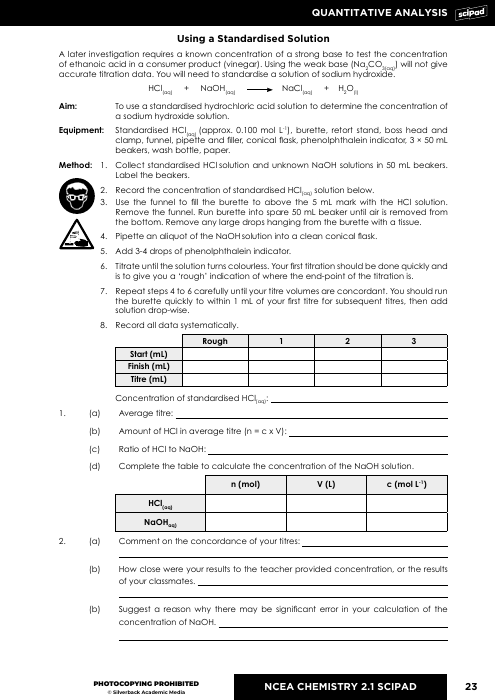 QUANTITATIVE ANALYSIS scipad
Using a Standardised Solution
A later investigation requires a known concentration of a strong base to test the concentration
of ethanoic acid in a consumer product (vinegar). Using the weak base (Na2CO3(aq)) will not give
accurate titration data. You will need to standardise a solution of sodium hydroxide.
HCl(aq) + NaOH(aq) ⟶ NaCl(aq) + H2O(l)
Aim: To use a standardised hydrochloric acid solution to determine the concentration of
a sodium hydroxide solution.
Equipment: Standardised HCl(aq) (approx. 0.100 mol L-1), burette, retort stand, boss head and
clamp, funnel, pipette and filler, conical flask, phenolphthalein indicator, 3 × 50 mL
beakers, wash bottle, paper.
Method: 1. Collect standardised HCl solution and unknown NaOH solutions in 50 mL beakers.
Label the beakers.
2. Record the concentration of standardised HCl(aq) solution below.
3. Use the funnel to fill the burette to above the 5 mL mark with the HCl solution.
Remove the funnel. Run burette into spare 50 mL beaker until air is removed from
the bottom. Remove any large drops hanging from the burette with a tissue.
4. Pipette an aliquot of the NaOH solution into a clean conical flask.
5. Add 3-4 drops of phenolphthalein indicator.
6. Titrate until the solution turns colourless. Your first titration should be done quickly and
is to give you a ‘rough’ indication of where the end-point of the titration is.
7. Repeat steps 4 to 6 carefully until your titre volumes are concordant. You should run
the burette quickly to within 1 mL of your first titre for subsequent titres, then add
solution drop-wise.
8. Record all data systematically.
Rough 1 2 3
Start (mL)
Finish (mL)
Titre (mL)
Concentration of standardised HCl(aq):
1. (a) Average titre:
(b) Amount of HCl in average titre (n = c x V):
(c) Ratio of HCl to NaOH:
(d) Complete the table to calculate the concentration of the NaOH solution.
n (mol) V (L) c (mol L-1)
HCl(aq)
NaOHaq)
2. (a) Comment on the concordance of your titres:
(b) How close were your results to the teacher provided concentration, or the results
of your classmates.
(b) Suggest a reason why there may be significant error in your calculation of the
concentration of NaOH.
PHOTOCOPYING PROHIBITED
© Silverback Academic Media
NCEA CHEMISTRY 2.1 SCIPAD
23